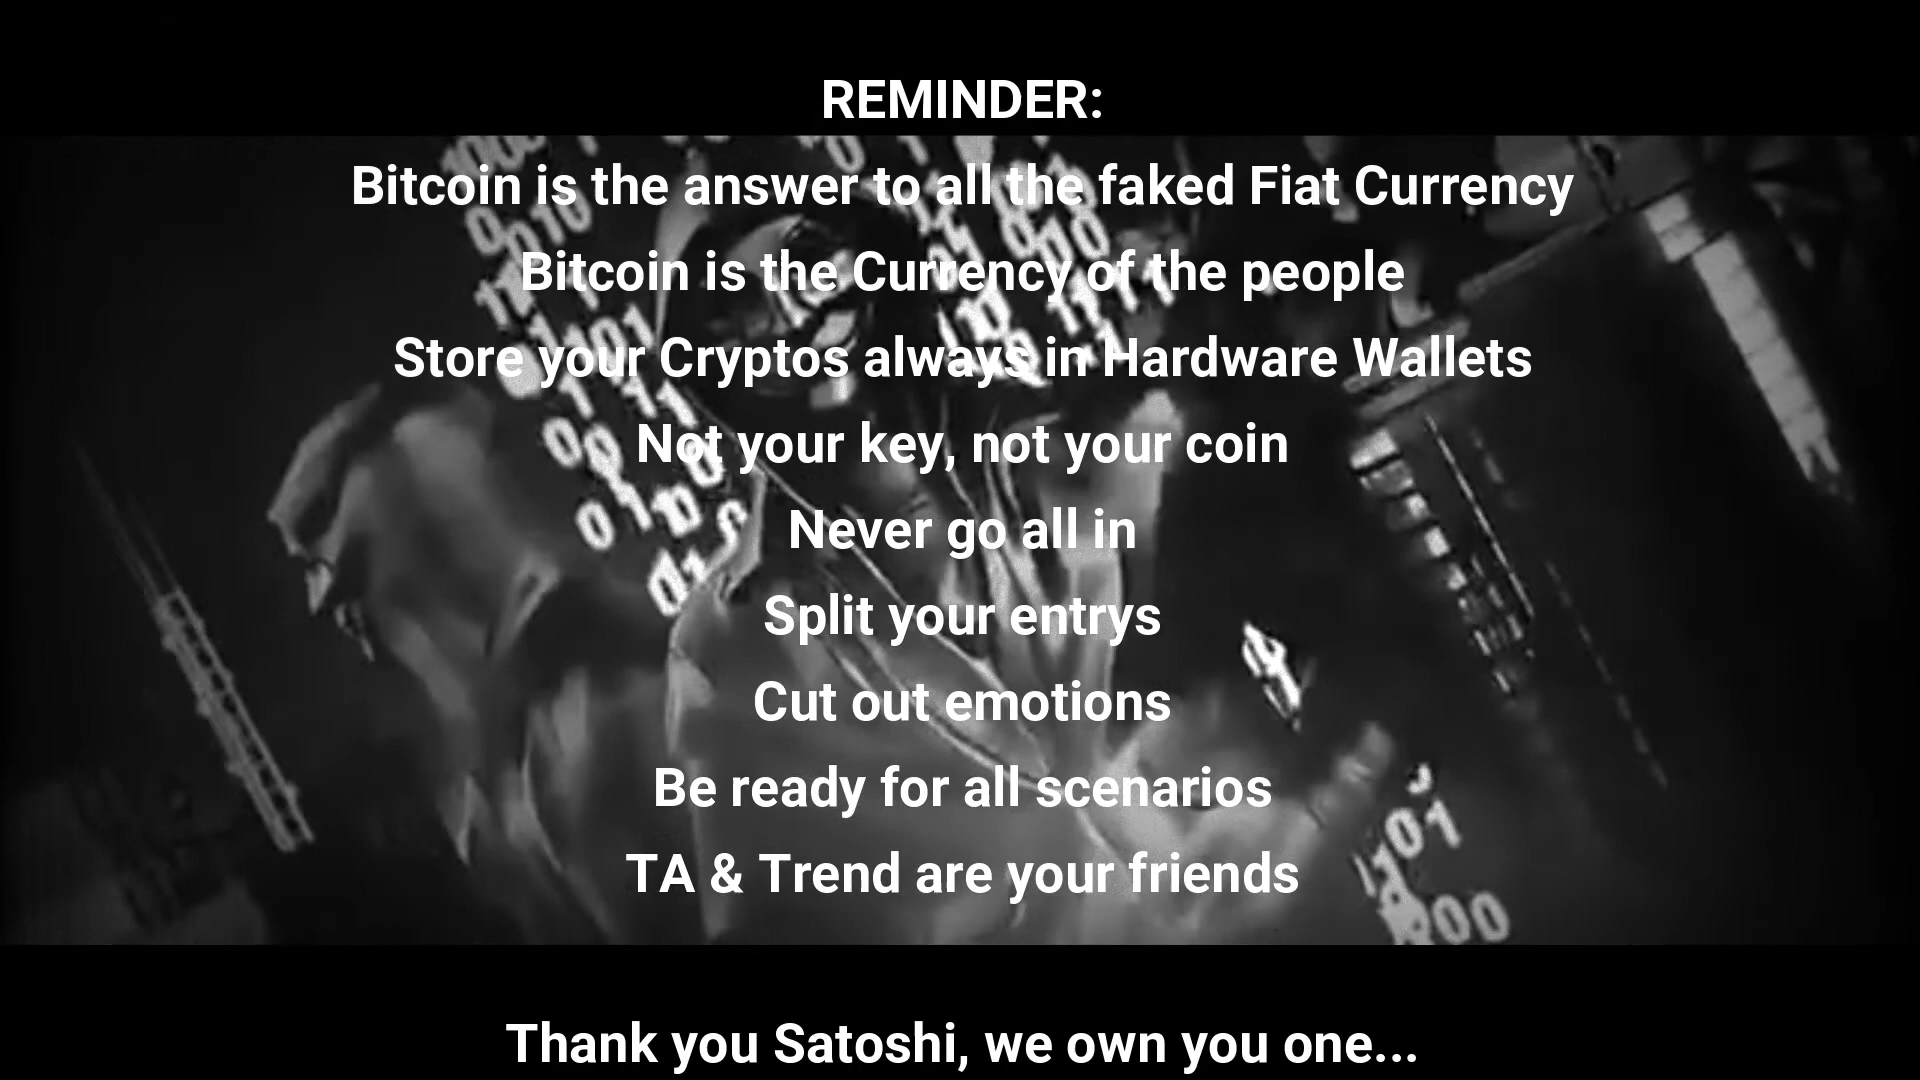 REMINDER:
Bitcoin is the answer to all the faked Fiat Currency
Bitcoin is the Currency of the people
Store your Cryptos always in Hardware Wallets
Not your key, not your coin
Never go all in
Split your entrys
Cut out emotions
Be ready for all scenarios
TA & Trend are your friends
Thank you Satoshi, we own you one...